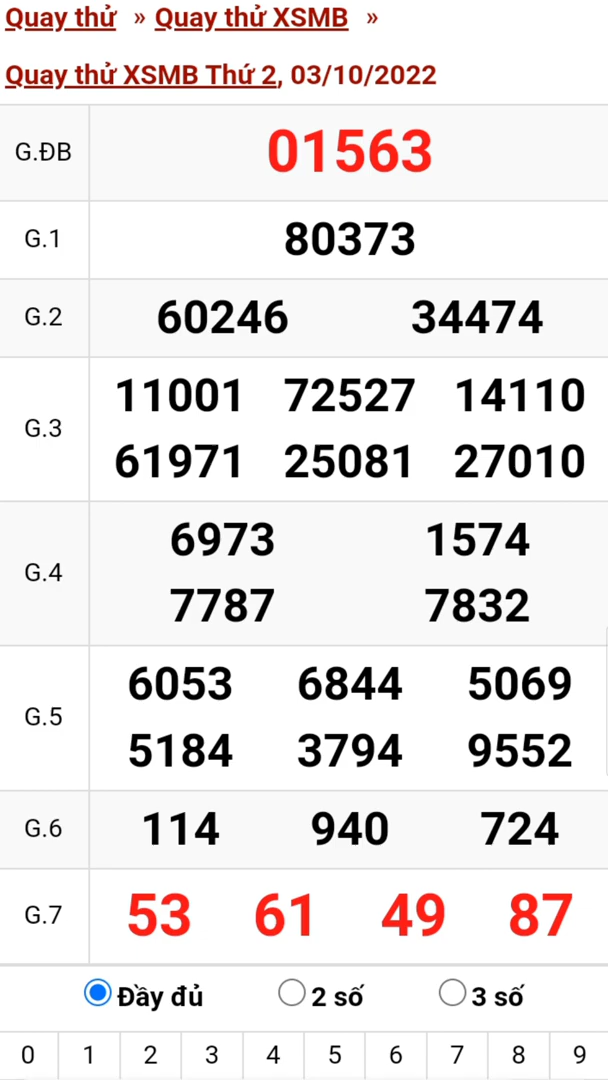 Quay thử » Quay thử XSMB »
Quay thử XSMB Thứ 2, 03/10/2022
G.ĐB 01563
G.1 80373
G.2 60246 34474
G.3 11001 72527 14110
61971 25081 27010
G.4 6973 1574
7787 7832
G.5 6053 6844 5069
5184 3794 9552
G.6 114 940 724
G.7 53 61 49 87
Đầy đủ 2 số 3 số
0 1 2 3 4 5 6 7 8 9